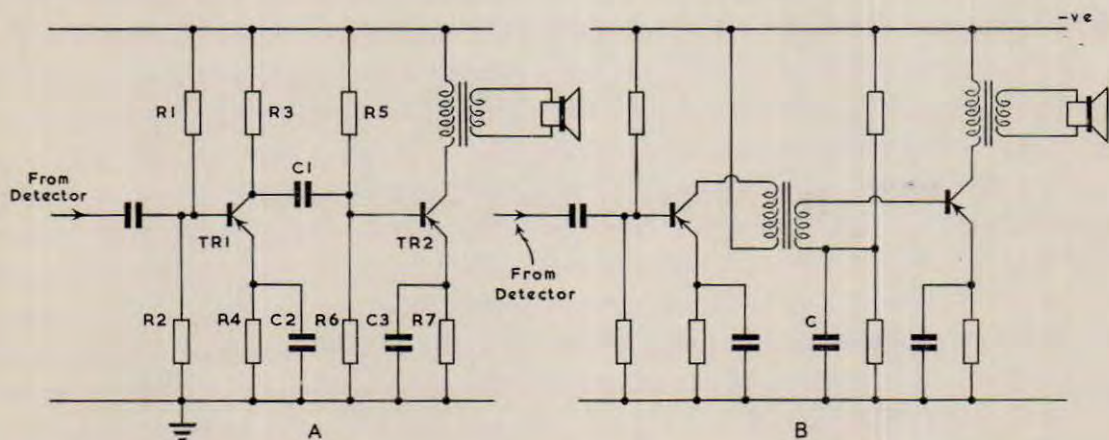 -ve
R1
R3
R5
C1
From
Detector
TR1
TR2
From
Detector
R2
R4
C2
R6
C3
R7
C
A
B